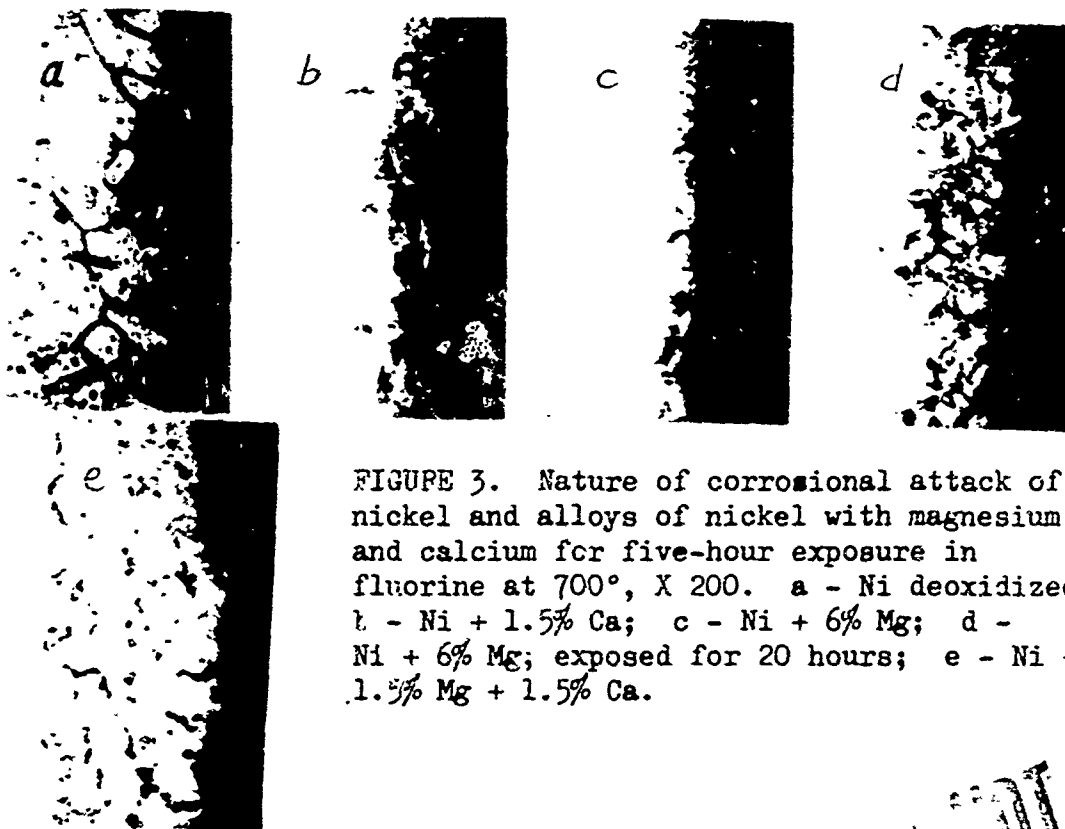 a
b
c
d
e
FIGURE 3. Nature of corrosional attack of
nickel and alloys of nickel with magnesium
and calcium for five-hour exposure in
fluorine at 700°, X 200. a - Ni deoxidized
b - Ni + 1.5% Ca; c - Ni + 6% Mg; d -
Ni + 6% Mg; exposed for 20 hours; e - Ni +
1.5% Mg + 1.5% Ca.